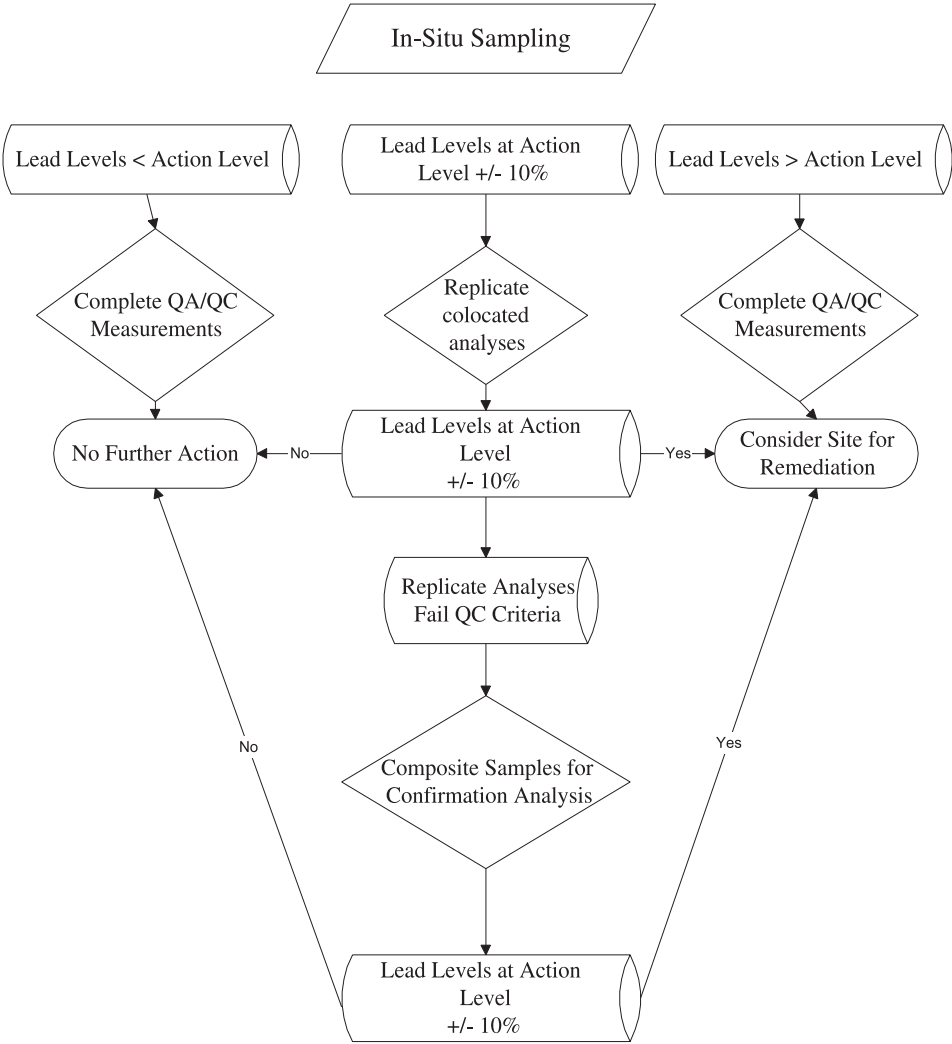 In-Situ Sampling
Lead Levels < Action Level
Lead Levels at Action
Level +/- 10%
Lead Levels > Action Level
Complete QA/QC
Measurements
Replicate
colocated
analyses
Complete QA/QC
Measurements
No Further Action
No
Lead Levels at Action
Level
+/- 10%
Yes
Consider Site for
Remediation
Replicate Analyses
Fail QC Criteria
No
Yes
Composite Samples for
Confirmation Analysis
Lead Levels at Action
Level
+/- 10%